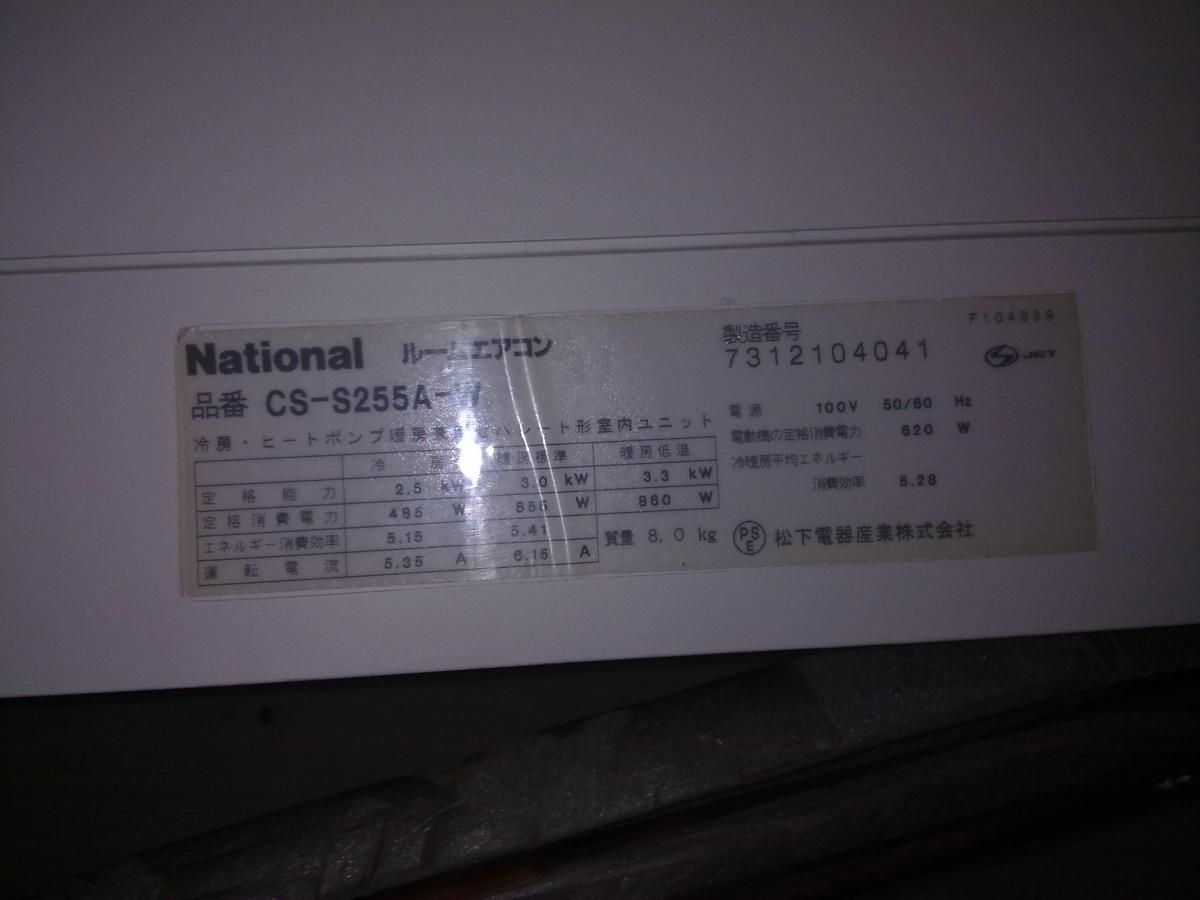 National ルームエアコン
品番 CS-S255A-W
冷房・ヒートポンプ暖房兼用セパレート形室内ユニット
冷房 暖房標準 暖房低温
定格能力 2.5 kW 3.0 kW 3.3 kW
定格消費電力 485 W 555 W 860 W
エネルギー消費効率 5.15 5.41
運転電流 5.35 A 6.15 A
質量 8.0 kg
製造番号
7312104041
F104989
JET
電源 100V 50/60 Hz
電動機の定格消費電力 620 W
冷暖房平均エネルギー
消費効率 5.28
PSE 松下電器産業株式会社